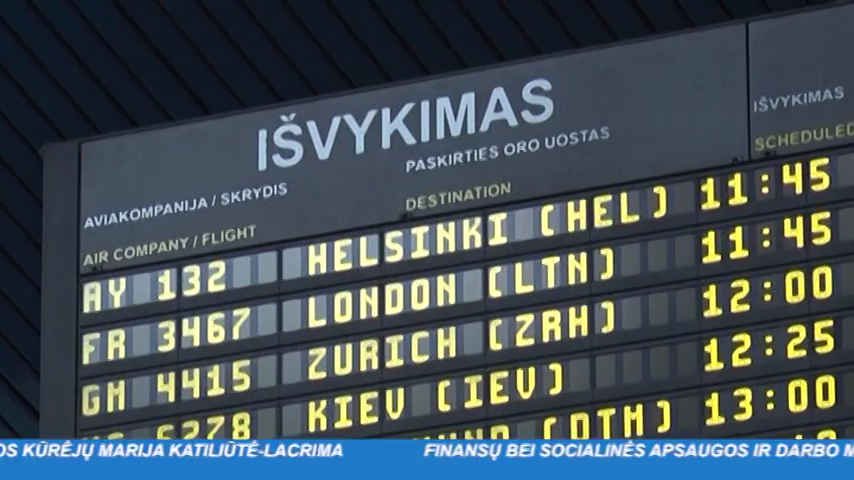 IŠVYKIMAS
IŠVYKIMAS
PASKIRTIES ORO UOSTAS
SCHEDULED
AVIAKOMPANIJA / SKRYDIS
DESTINATION
AIR COMPANY / FLIGHT
AY 132 HELSINKI (HEL) 11:45
FR 3467 LONDON (LTN) 11:45
GM 4415 ZURICH (ZRH) 12:00
5278 KIEV (IEV) 12:25
(DTM) 13:00
OS KŪRĖJŲ MARIJA KATILIŪTĖ-LACRIMA FINANSŲ BEI SOCIALINĖS APSAUGOS IR DARBO M